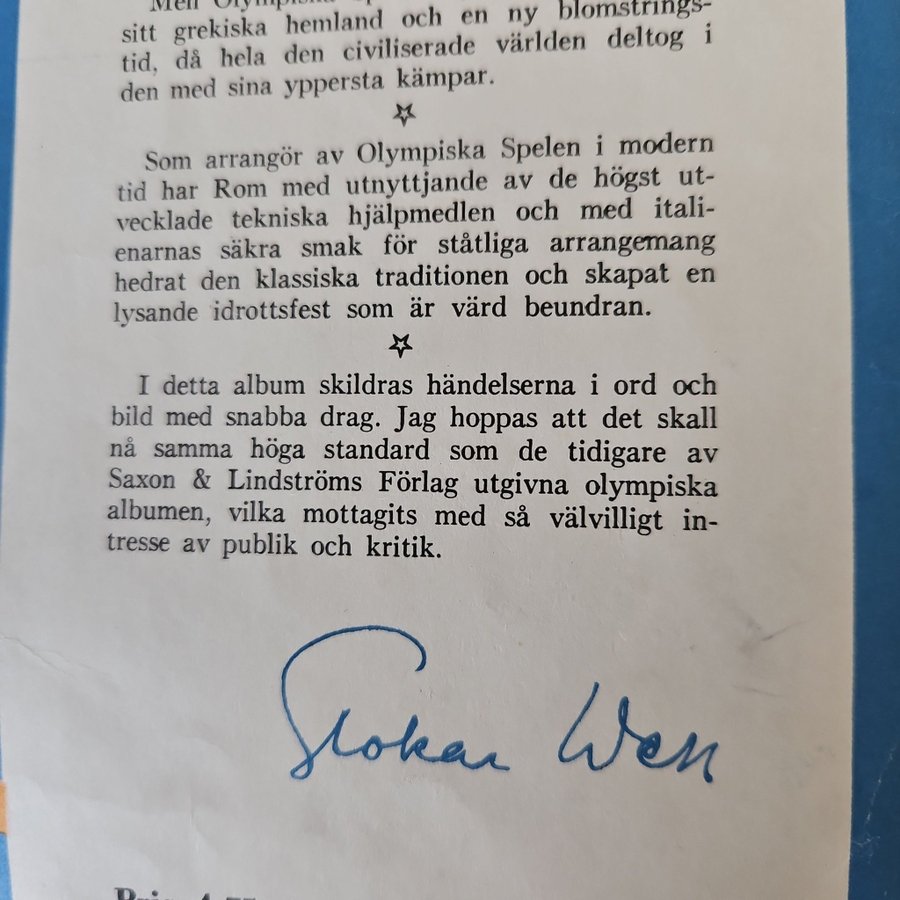 Men Olympiska
sitt grekiska hemland och en ny blomstrings-
tid, då hela den civiliserade världen deltog i
den med sina yppersta kämpar.
Som arrangör av Olympiska Spelen i modern
tid har Rom med utnyttjande av de högst ut-
vecklade tekniska hjälpmedlen och med itali-
enarnas säkra smak för ståtliga arrangemang
hedrat den klassiska traditionen och skapat en
lysande idrottsfest som är värd beundran.
I detta album skildras händelserna i ord och
bild med snabba drag. Jag hoppas att det skall
nå samma höga standard som de tidigare av
Saxon & Lindströms Förlag utgivna olympiska
albumen, vilka mottagits med så välvilligt in-
tresse av publik och kritik.